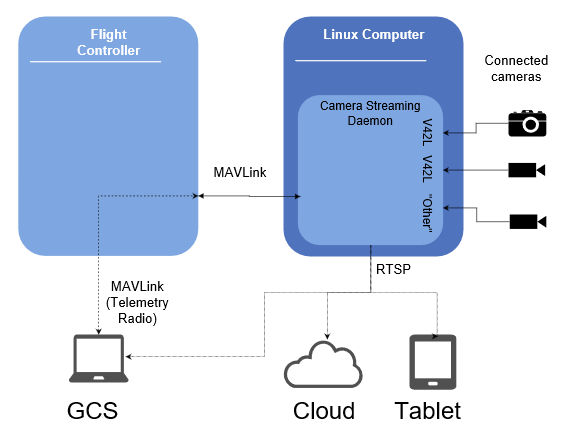 Flight
Controller
Linux Computer
Connected
cameras
Camera Streaming
Daemon
V42L
V42L
"Other"
MAVLink
RTSP
MAVLink
(Telemetry
Radio)
GCS
Cloud
Tablet